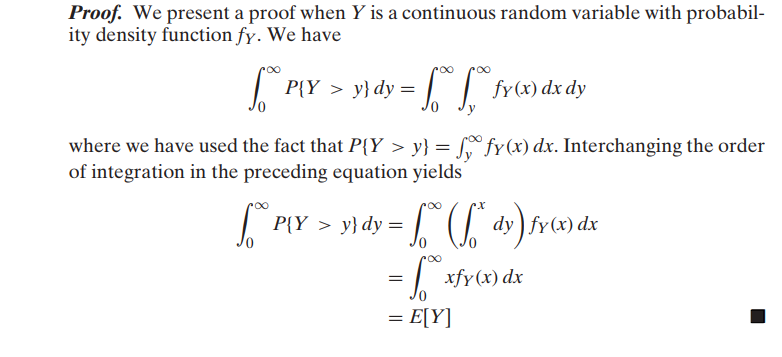 Proof. We present a proof when Y is a continuous random variable with probabil-
ity density function f_Y. We have
∫_0^∞ P{Y > y} dy = ∫_0^∞ ∫_y^∞ f_Y(x) dx dy
where we have used the fact that P{Y > y} = ∫_y^∞ f_Y(x) dx. Interchanging the order
of integration in the preceding equation yields
∫_0^∞ P{Y > y} dy = ∫_0^∞ (∫_0^x dy) f_Y(x) dx
= ∫_0^∞ x f_Y(x) dx
= E[Y] ■